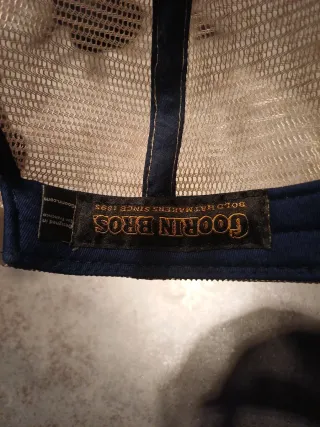 GOORIN BROS.
BOLD HATMAKERS SINCE 1895